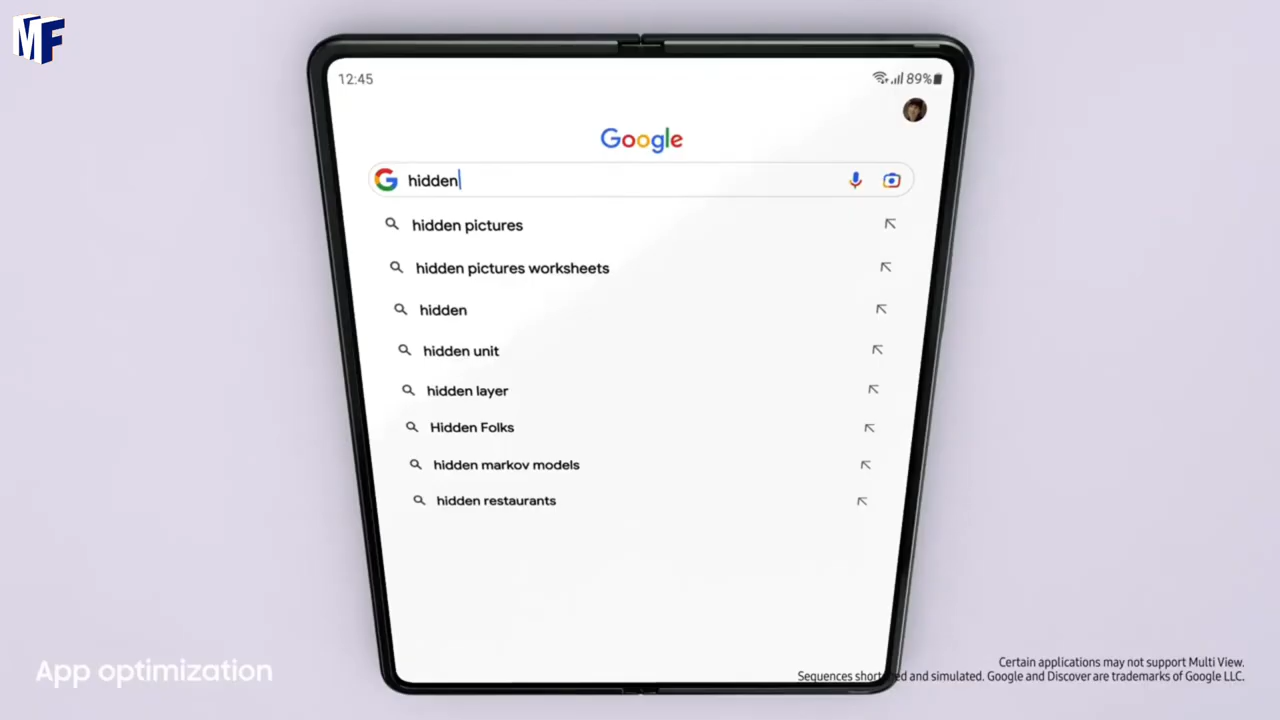 MF
12:45
89%
Google
hidden
hidden pictures
hidden pictures worksheets
hidden
hidden unit
hidden layer
Hidden Folks
hidden markov models
hidden restaurants
App optimization
Certain applications may not support Multi View.
Sequences shortened and simulated. Google and Discover are trademarks of Google LLC.